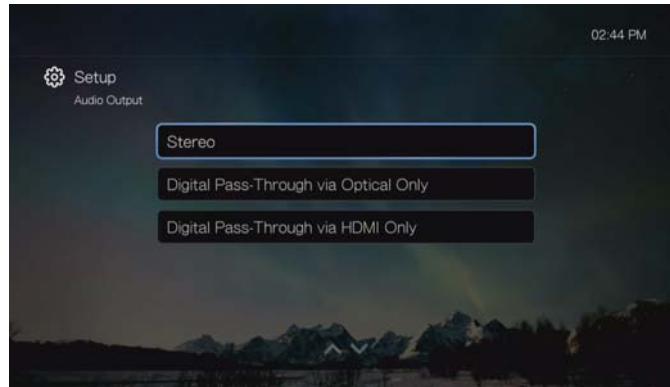 02:44 PM
Setup
Audio Output
Stereo
Digital Pass-Through via Optical Only
Digital Pass-Through via HDMI Only